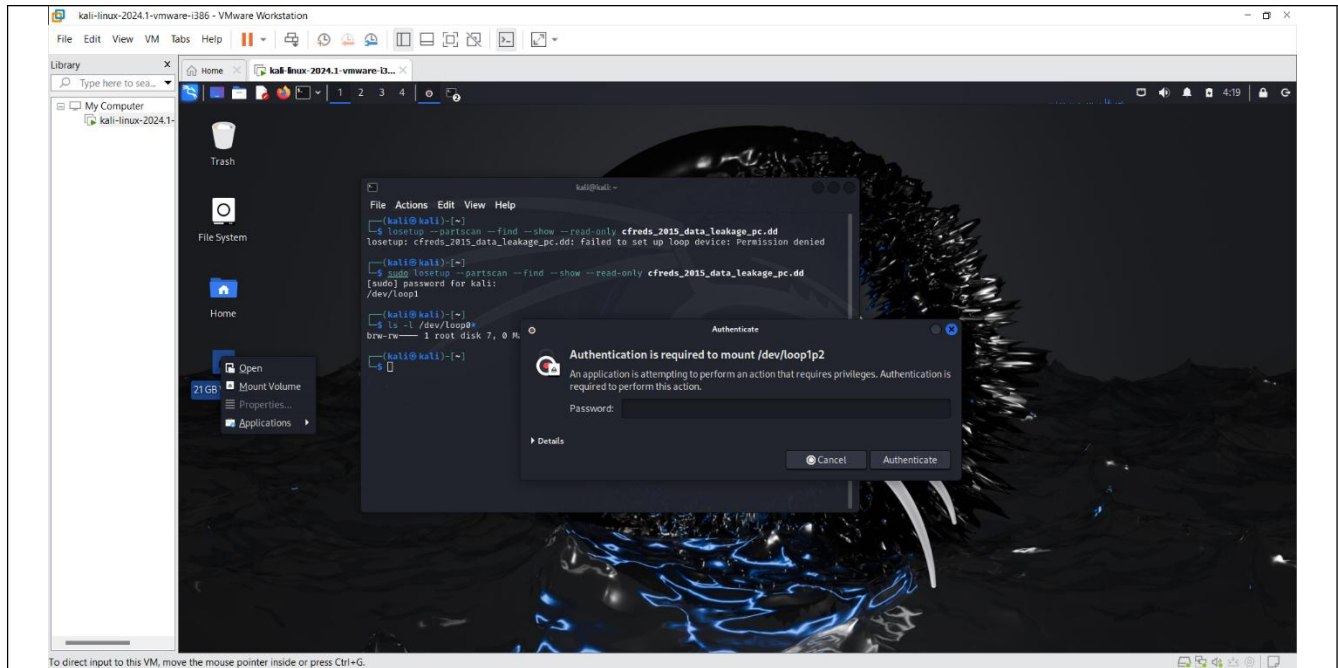 kali-linux-2024.1-vmware-i386 - VMware Workstation
File Edit View VM Tabs Help
Library
Type here to sea...
My Computer
kali-linux-2024.1-
Home
kali-linux-2024.1-vmware-i3...
1 2 3 4
4:19
Trash
File System
Home
21 GB
Open
Mount Volume
Properties...
Applications
kali@kali: ~
File Actions Edit View Help
(kali㉿kali)-[~]
$ losetup --partscan --find --show --read-only cfreds_2015_data_leakage_pc.dd
losetup: cfreds_2015_data_leakage_pc.dd: failed to set up loop device: Permission denied
(kali㉿kali)-[~]
$ sudo losetup --partscan --find --show --read-only cfreds_2015_data_leakage_pc.dd
[sudo] password for kali:
/dev/loop1
(kali㉿kali)-[~]
$ ls -l /dev/loop0*
brw-rw---- 1 root disk 7, 0 M
(kali㉿kali)-[~]
$
Authenticate
Authentication is required to mount /dev/loop1p2
An application is attempting to perform an action that requires privileges. Authentication is
required to perform this action.
Password:
Details
Cancel Authenticate
To direct input to this VM, move the mouse pointer inside or press Ctrl+G.